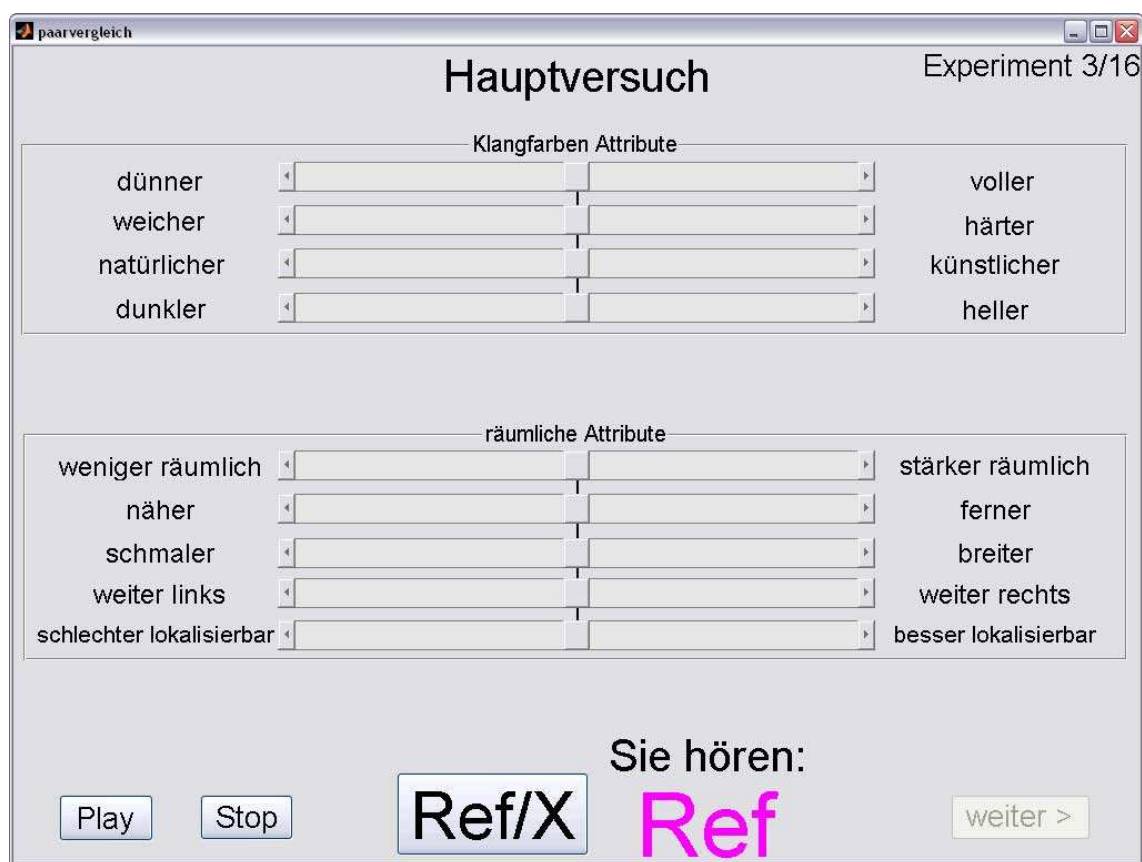 paarvergleich
Hauptversuch
Experiment 3/16
Klangfarben Attribute
dünner voller
weicher härter
natürlicher künstlicher
dunkler heller
räumliche Attribute
weniger räumlich stärker räumlich
näher ferner
schmaler breiter
weiter links weiter rechts
schlechter lokalisierbar besser lokalisierbar
Sie hören:
Play Stop Ref/X Ref weiter >